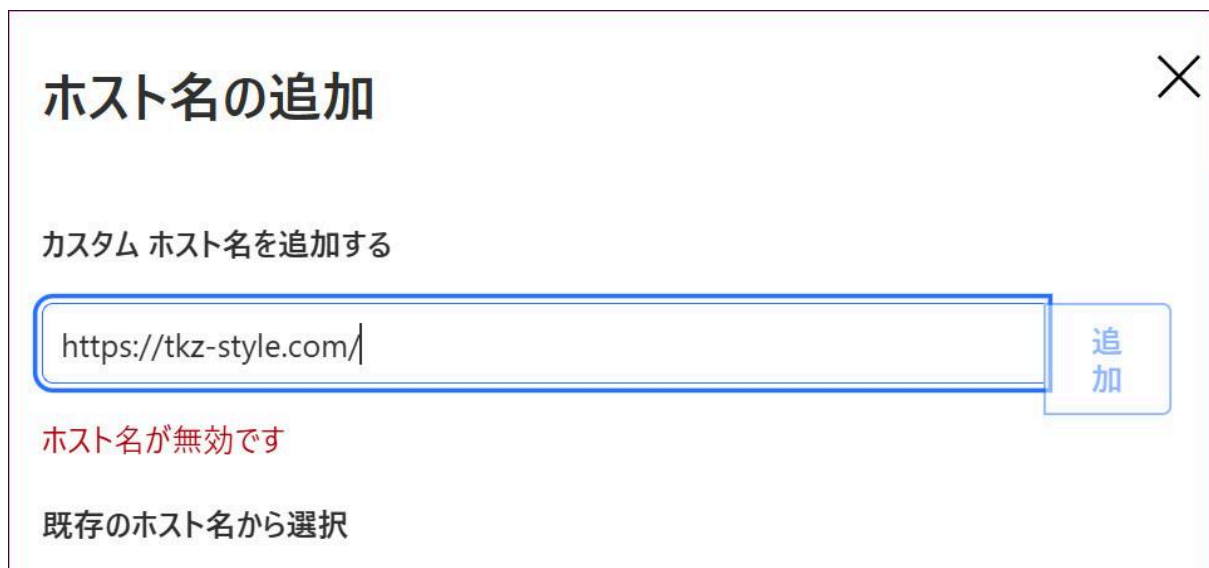 ホスト名の追加
カスタム ホスト名を追加する
https://tkz-style.com/
追
加
ホスト名が無効です
既存のホスト名から選択